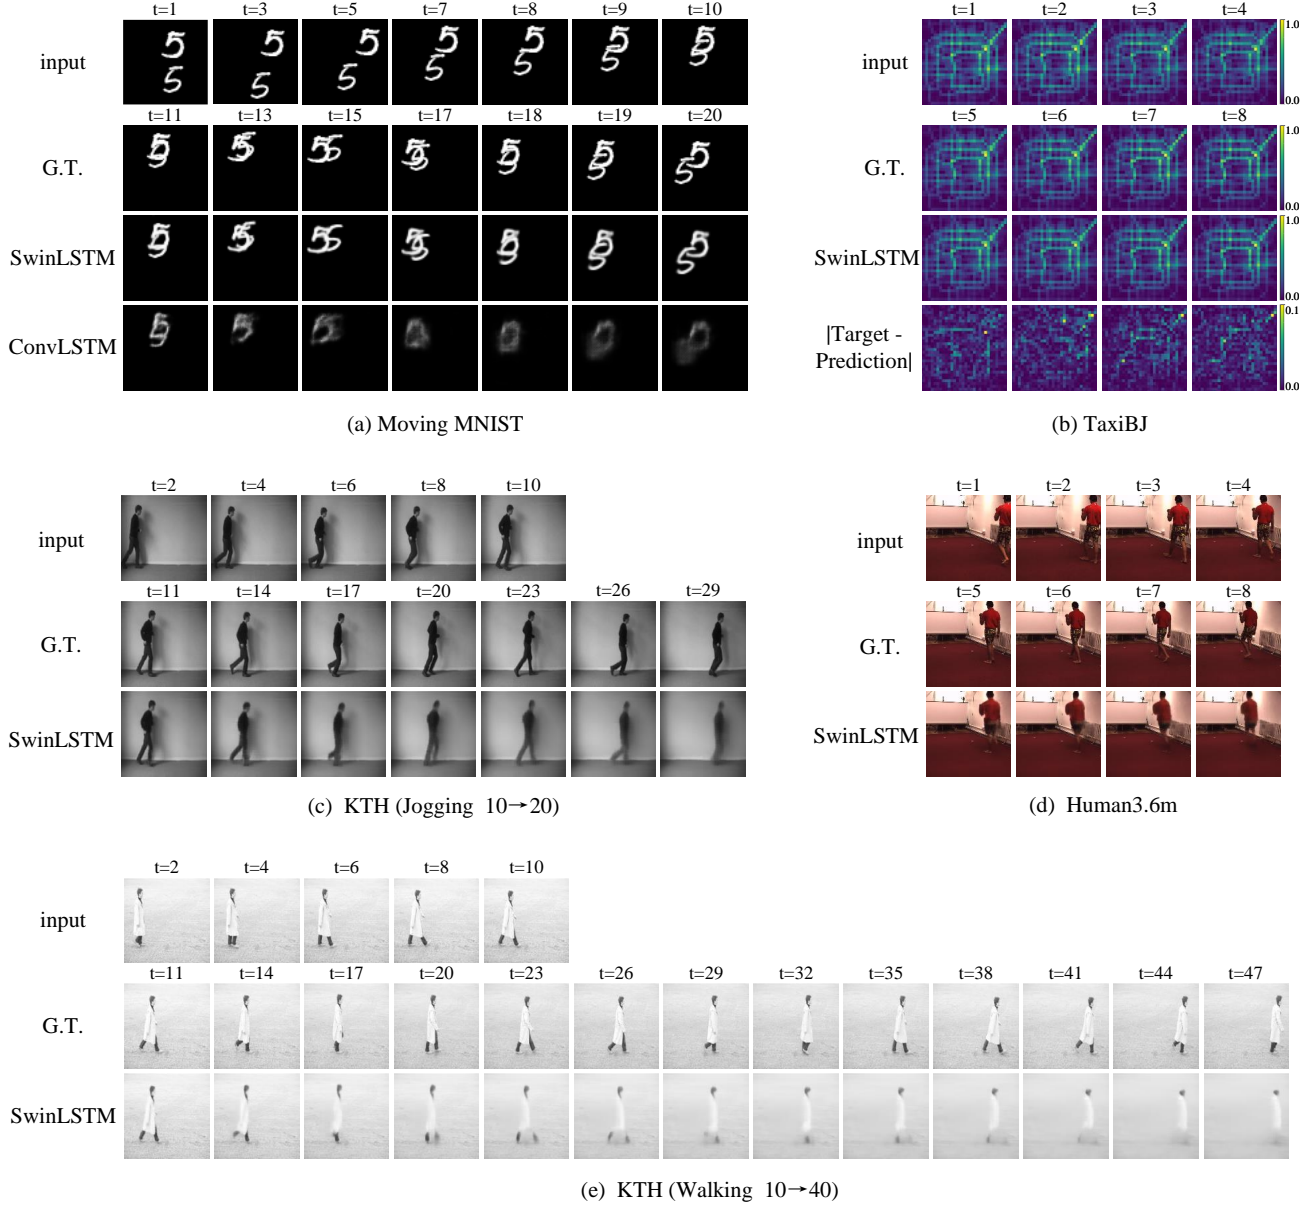 t=1 t=3 t=5 t=7 t=8 t=9 t=10
input
t=11 t=13 t=15 t=17 t=18 t=19 t=20
G.T.
SwinLSTM
ConvLSTM
(a) Moving MNIST
t=1 t=2 t=3 t=4
input
1.0
0.0
t=5 t=6 t=7 t=8
G.T.
1.0
0.0
SwinLSTM
1.0
0.0
|Target -
Prediction|
0.1
0.0
(b) TaxiBJ
t=2 t=4 t=6 t=8 t=10
input
t=11 t=14 t=17 t=20 t=23 t=26 t=29
G.T.
SwinLSTM
(c) KTH (Jogging 10→20)
t=1 t=2 t=3 t=4
input
t=5 t=6 t=7 t=8
G.T.
SwinLSTM
(d) Human3.6m
t=2 t=4 t=6 t=8 t=10
input
t=11 t=14 t=17 t=20 t=23 t=26 t=29 t=32 t=35 t=38 t=41 t=44 t=47
G.T.
SwinLSTM
(e) KTH (Walking 10→40)